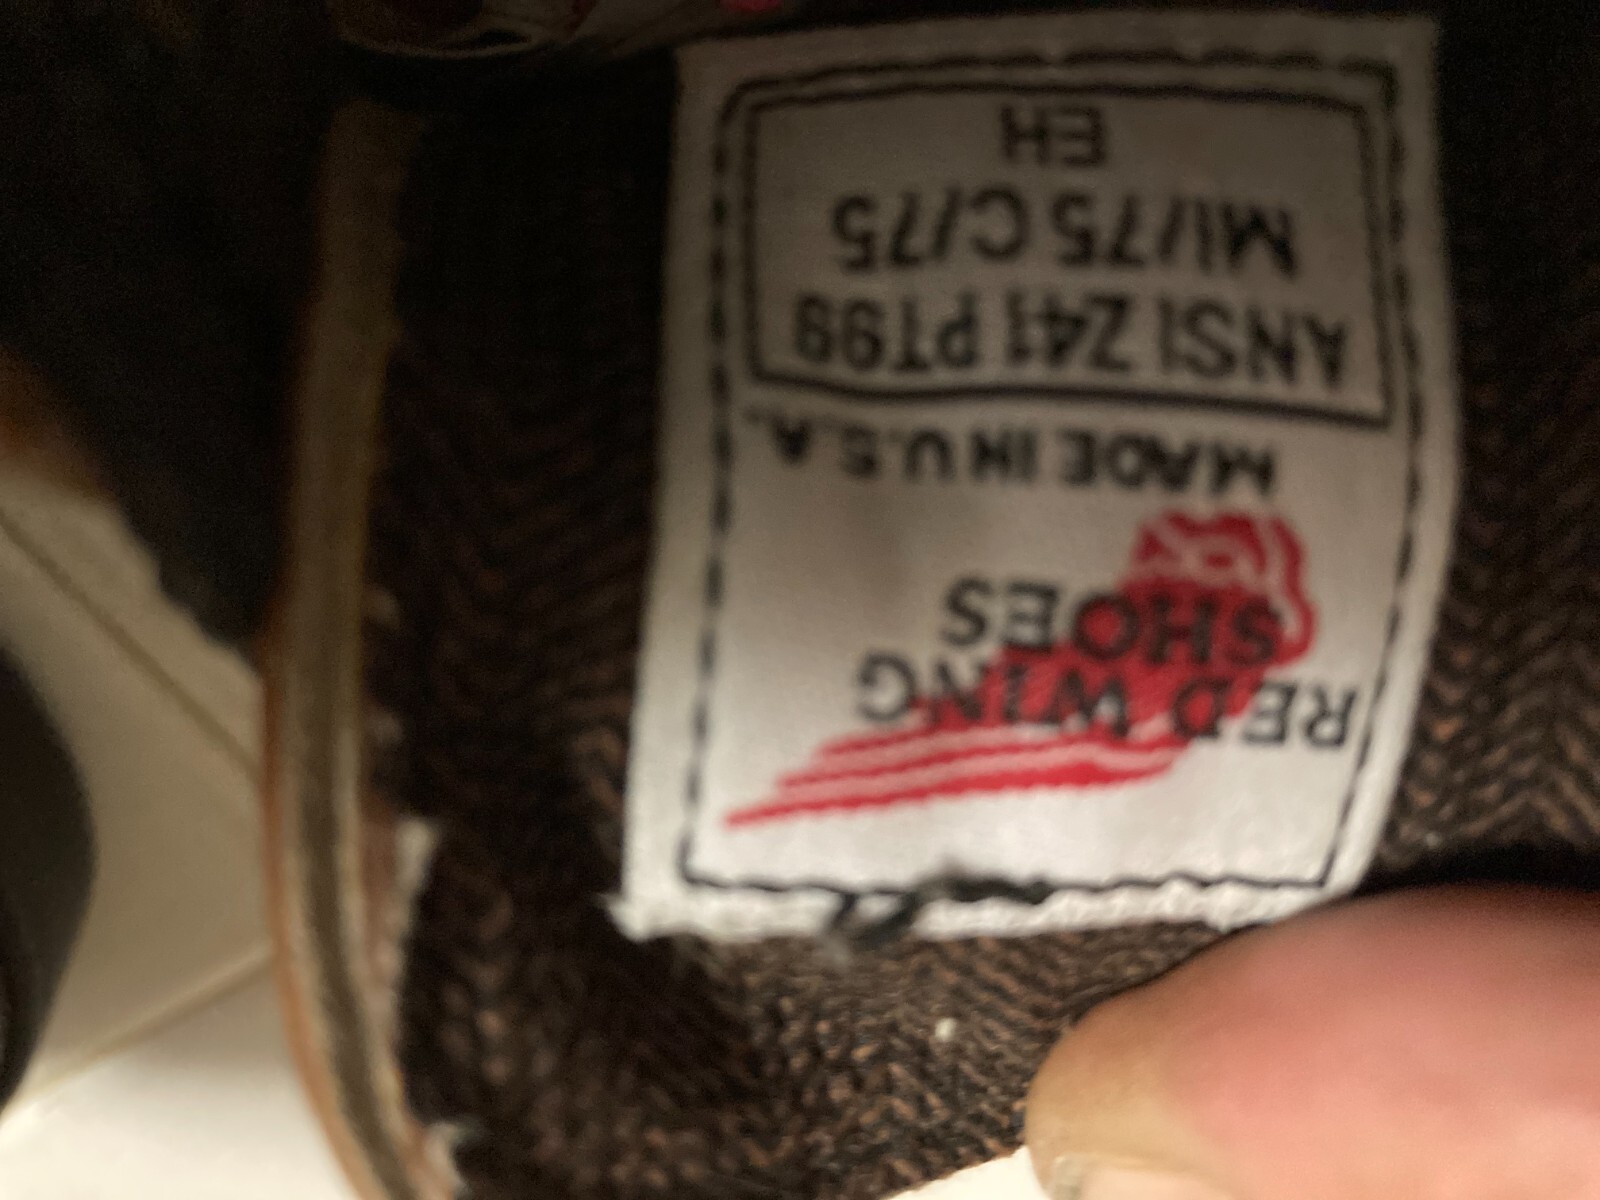 RED WING
SHOES
MADE IN U.S.A.
ANSI Z41 PT99
MI/75 C/75
EH